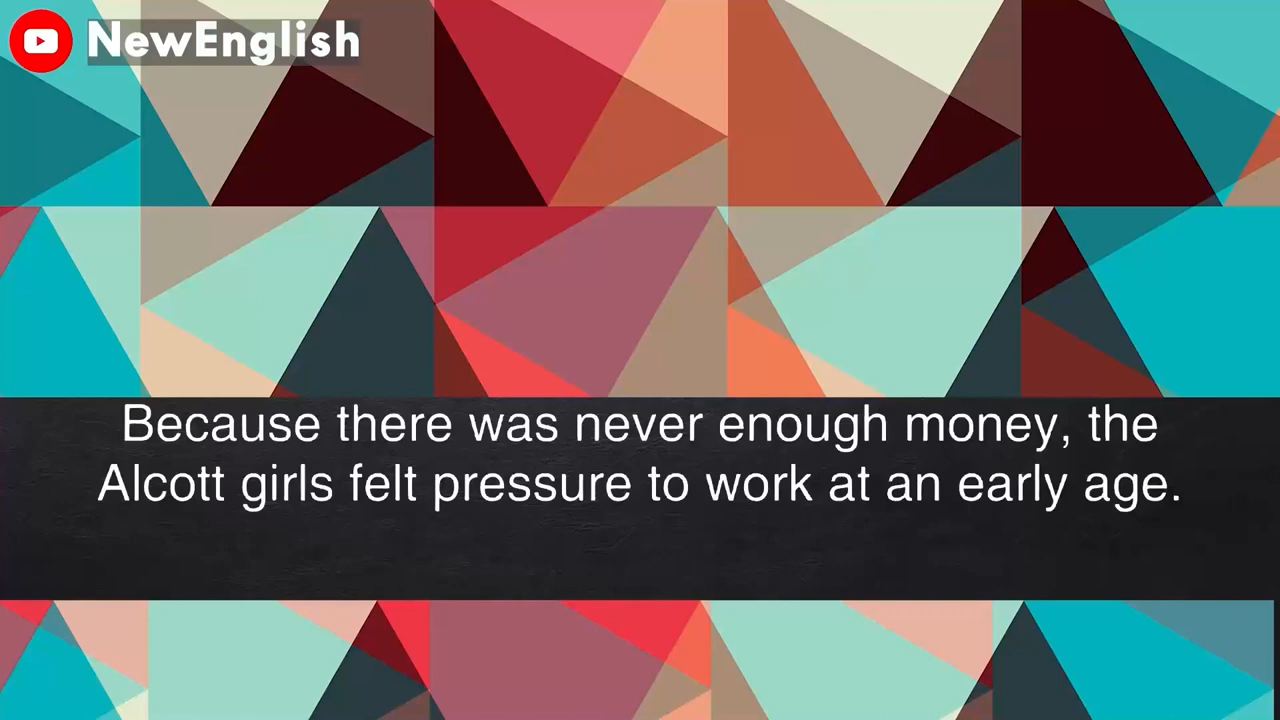 NewEnglish
Because there was never enough money, the
Alcott girls felt pressure to work at an early age.